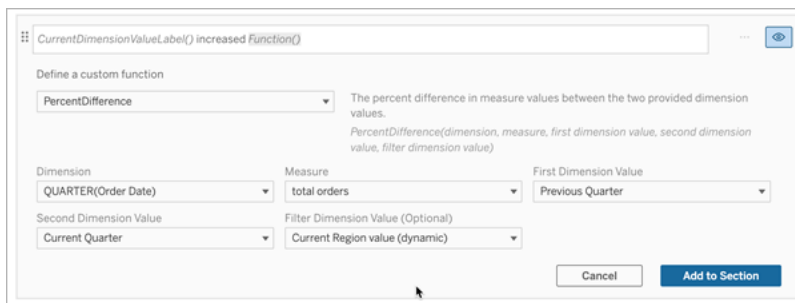 CurrentDimensionValueLabel() increased Function()
Define a custom function
PercentDifference
The percent difference in measure values between the two provided dimension
values.
PercentDifference(dimension, measure, first dimension value, second dimension
value, filter dimension value)
Dimension
Measure
First Dimension Value
QUARTER(Order Date)
total orders
Previous Quarter
Second Dimension Value
Filter Dimension Value (Optional)
Current Quarter
Current Region value (dynamic)
Cancel
Add to Section